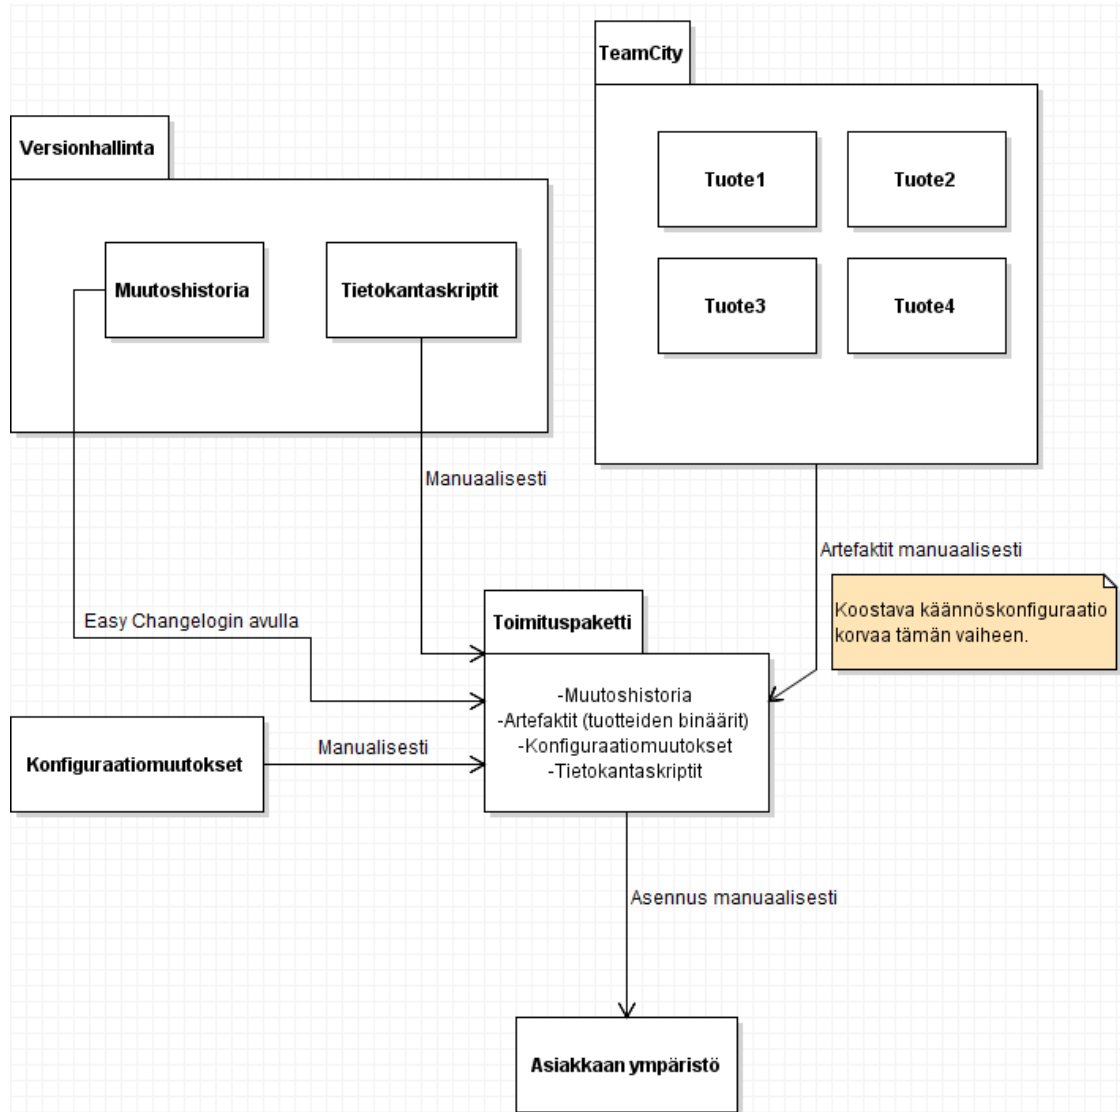 TeamCity
Versionhallinta
Tuote1
Tuote2
Muutoshistoria
Tietokantaskriptit
Tuote3
Tuote4
Manuaalisesti
Artefaktit manuaalisesti
Koostava käännöskonfiguraatio
korvaa tämän vaiheen.
Easy Changelogin avulla
Toimituspaketti
-Muutoshistoria
-Artefaktit (tuotteiden binäärit)
-Konfiguraatiomuutokset
-Tietokantaskriptit
Manualisesti
Konfiguraatiomuutokset
Asennus manuaalisesti
Asiakkaan ympäristö